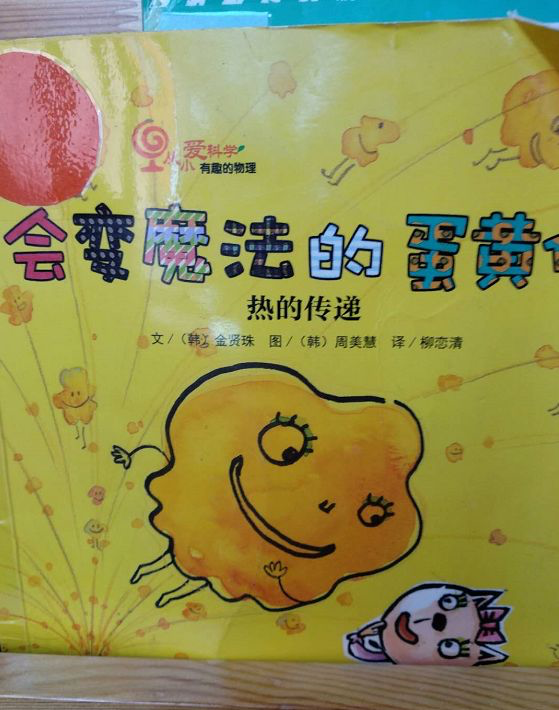 从小爱科学
有趣的物理
会变魔法的蛋黄
热的传递
文/（韩）金贤珠 图/（韩）周美慧 译/柳恋清